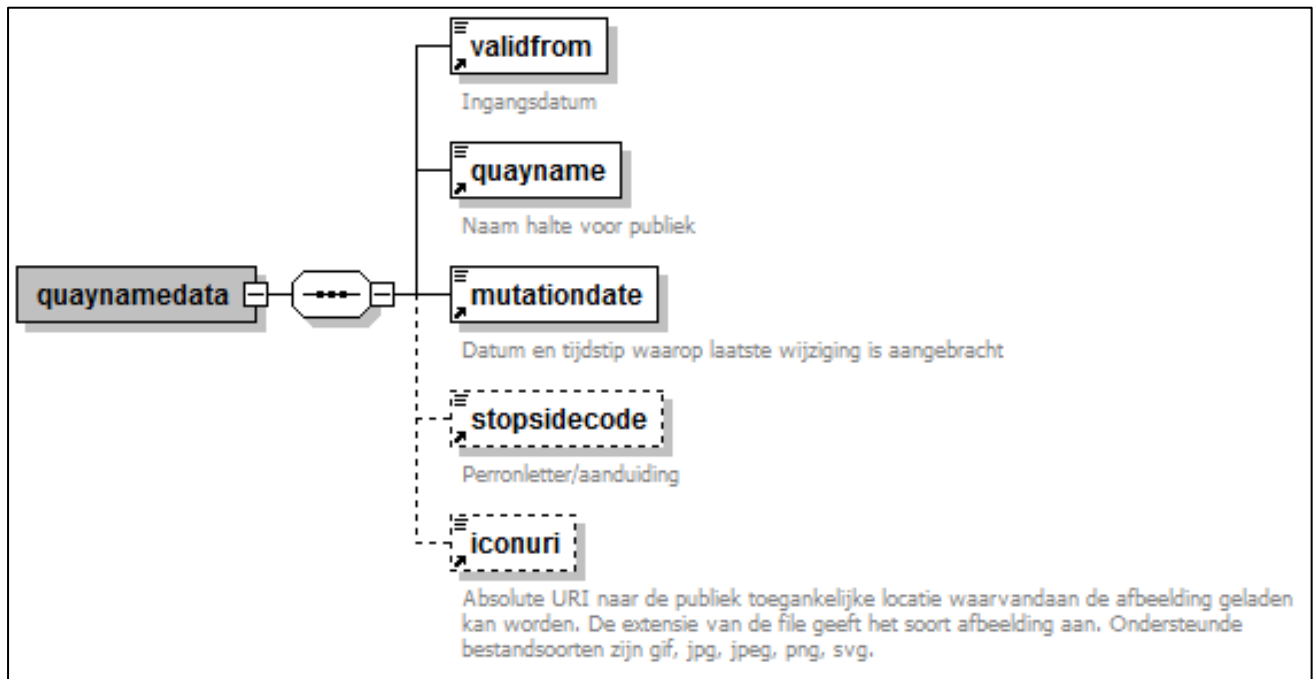 validfrom
Ingangsdatum
quayname
Naam halte voor publiek
quaynamedata
mutationdate
Datum en tijdstip waarop laatste wijziging is aangebracht
stopsidecode
Perronletter/aanduiding
iconuri
Absolute URI naar de publiek toegankelijke locatie waarvandaan de afbeelding geladen
kan worden. De extensie van de file geeft het soort afbeelding aan. Ondersteunde
bestandsoorten zijn gif, jpg, jpeg, png, svg.